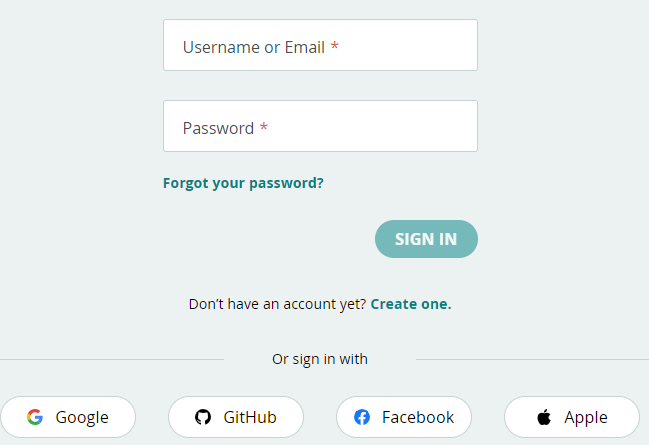 Username or Email *
Password *
Forgot your password?
SIGN IN
Don’t have an account yet? Create one.
Or sign in with
Google GitHub Facebook Apple